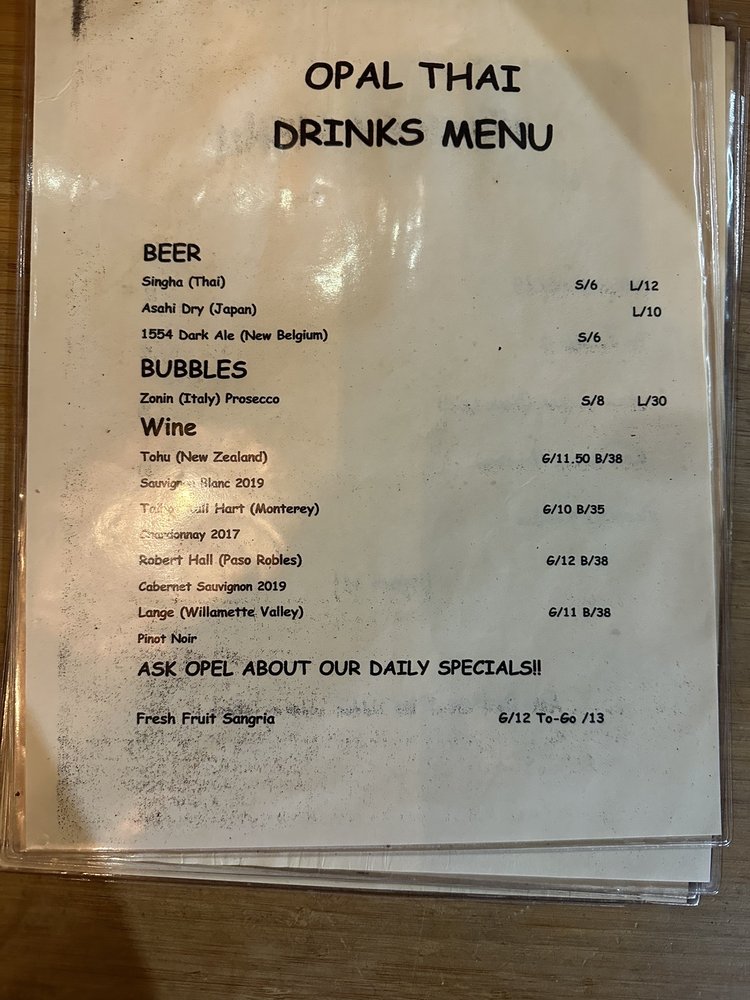 OPAL THAI
DRINKS MENU
BEER
Singha (Thai) S/6 L/12
Asahi Dry (Japan) L/10
1554 Dark Ale (New Belgium) S/6
BUBBLES
Zonin (Italy) Prosecco S/8 L/30
Wine
Tohu (New Zealand) G/11.50 B/38
Sauvignon Blanc 2019
Hart (Monterey) G/10 B/35
Chardonnay 2017
Robert Hall (Paso Robles) G/12 B/38
Cabernet Sauvignon 2019
Lange (Willamette Valley) G/11 B/38
Pinot Noir
ASK OPEL ABOUT OUR DAILY SPECIALS!!
Fresh Fruit Sangria G/12 To-Go /13